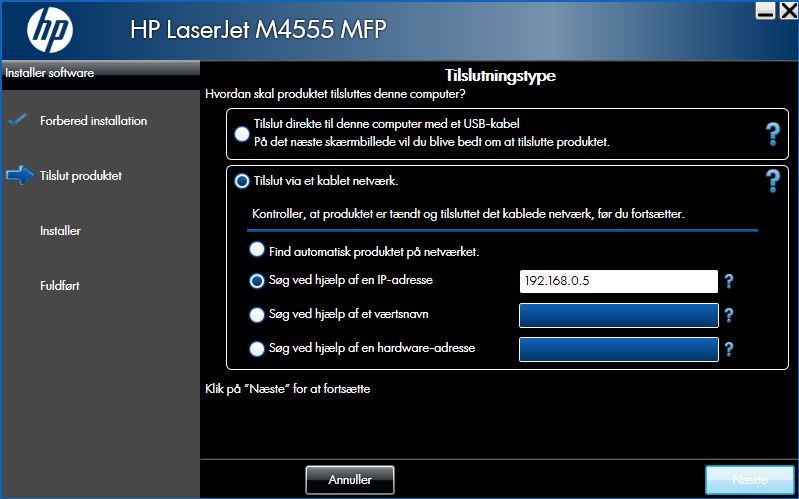 hp
HP LaserJet M4555 MFP
Installer software
Forbered installation
Tilslut produktet
Installer
Fuldført
Tilslutningstype
Hvordan skal produktet tilsluttes denne computer?
Tilslut direkte til denne computer med et USB-kabel
På det næste skærmbillede vil du blive bedt om at tilslutte produktet.
?
Tilslut via et kablet netværk.
?
Kontroller, at produktet er tændt og tilsluttet det kablede netværk, før du fortsætter.
Find automatisk produktet på netværket.
Søg ved hjælp af en IP-adresse 192.168.0.5 ?
Søg ved hjælp af et værtsnavn ?
Søg ved hjælp af en hardware-adresse ?
Klik på "Næste" for at fortsætte
Annuller Næste